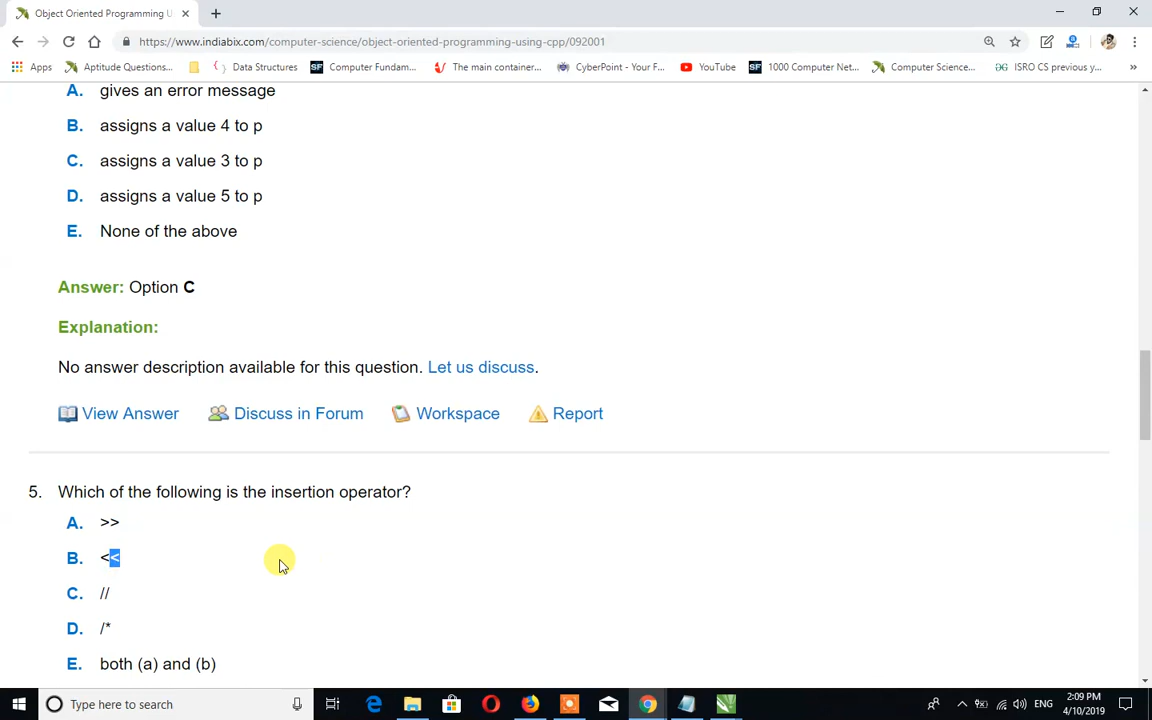 Object Oriented Programming U
https://www.indiabix.com/computer-science/object-oriented-programming-using-cpp/092001
Apps Aptitude Questions... Data Structures Computer Fundam... The main container... CyberPoint - Your F... YouTube 1000 Computer Net... Computer Science... ISRO CS previous y... »
A. gives an error message
B. assigns a value 4 to p
C. assigns a value 3 to p
D. assigns a value 5 to p
E. None of the above
Answer: Option C
Explanation:
No answer description available for this question. Let us discuss.
View Answer Discuss in Forum Workspace Report
5. Which of the following is the insertion operator?
A. >>
B. <<
C. //
D. /*
E. both (a) and (b)
Type here to search
ENG
2:09 PM
4/10/2019